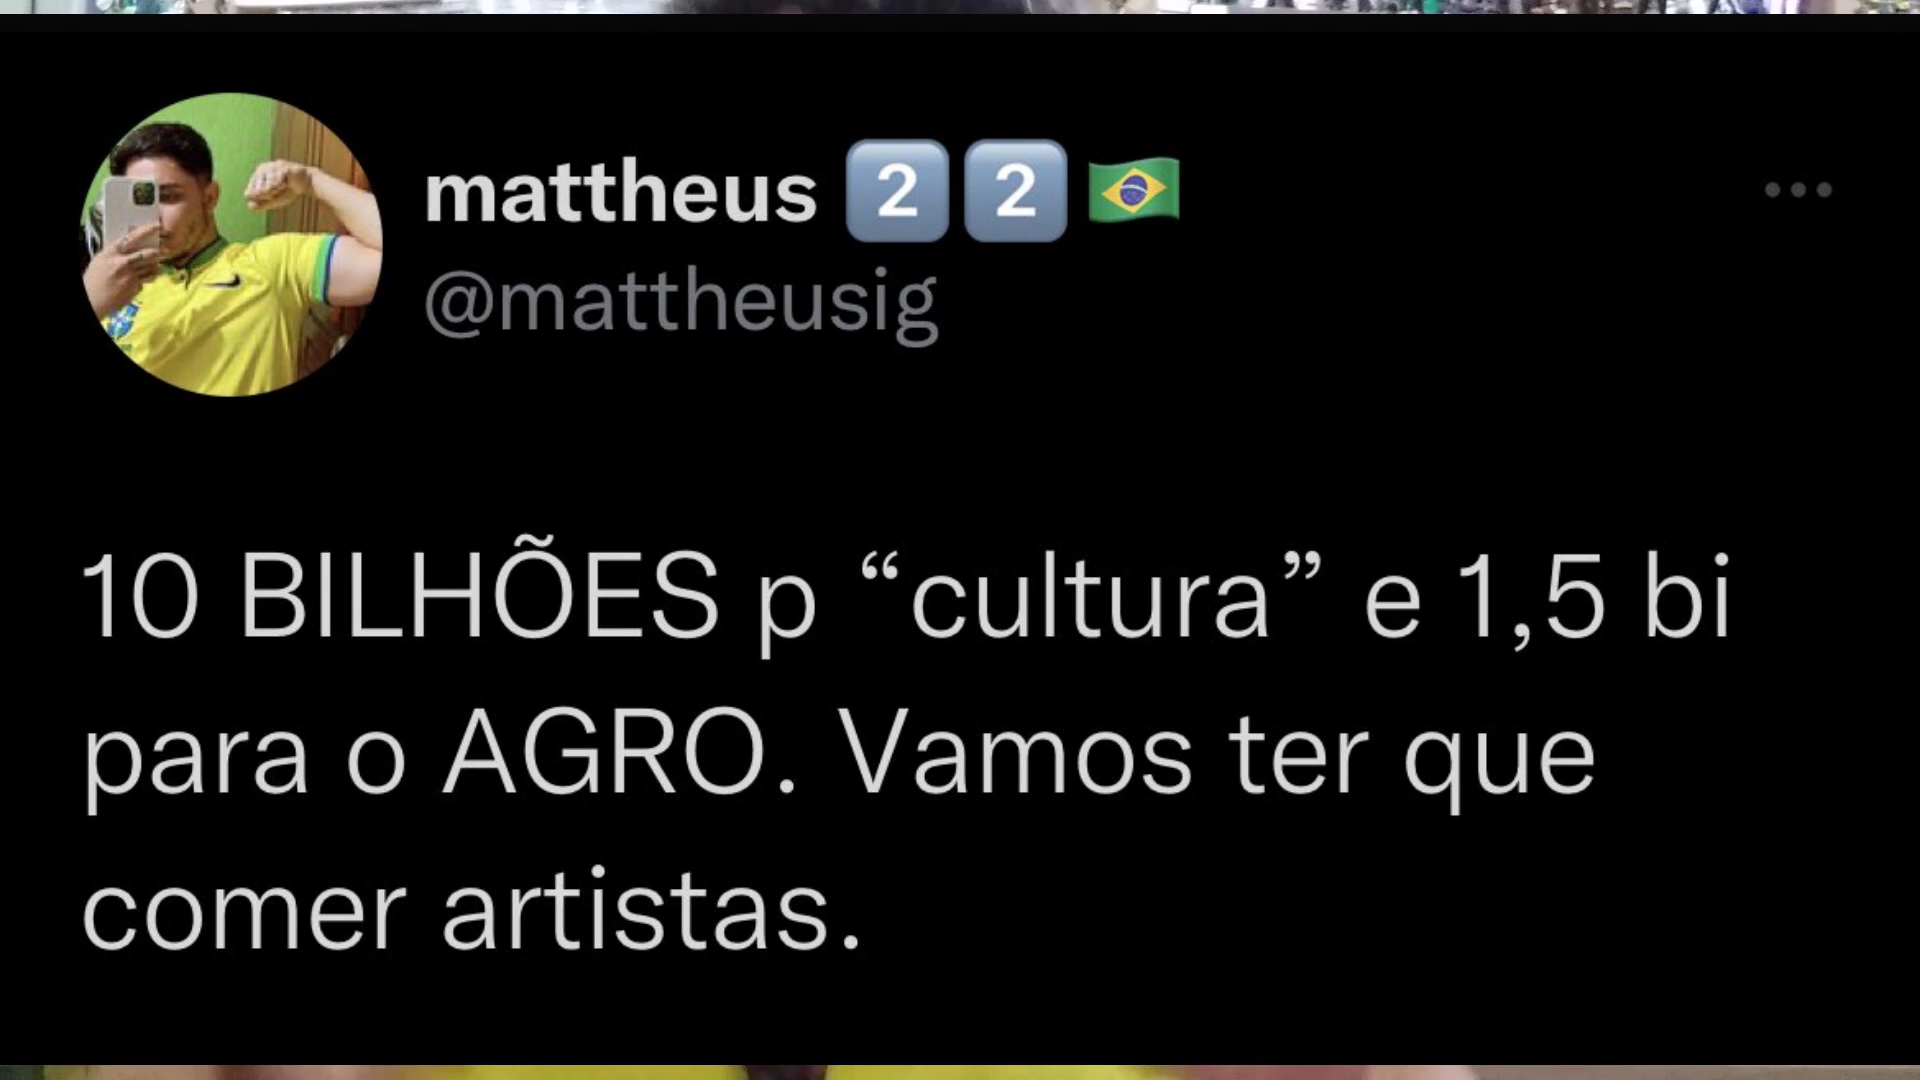 mattheus 2️⃣2️⃣🇧🇷
@mattheusig
10 BILHÕES p “cultura” e 1,5 bi
para o AGRO. Vamos ter que
comer artistas.